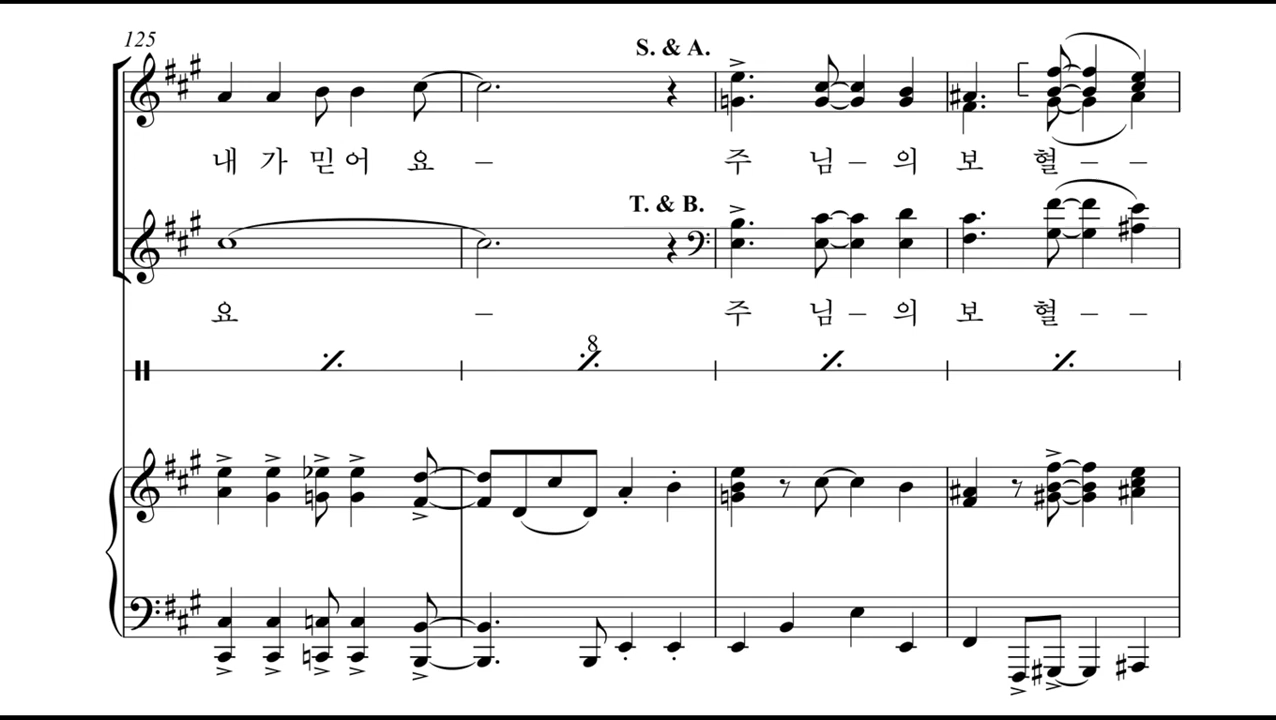 125
S. & A.
내 가 믿 어 요 – 주 님 – 의 보 혈 – –
T. & B.
요 – 주 님 – 의 보 혈 – –
8